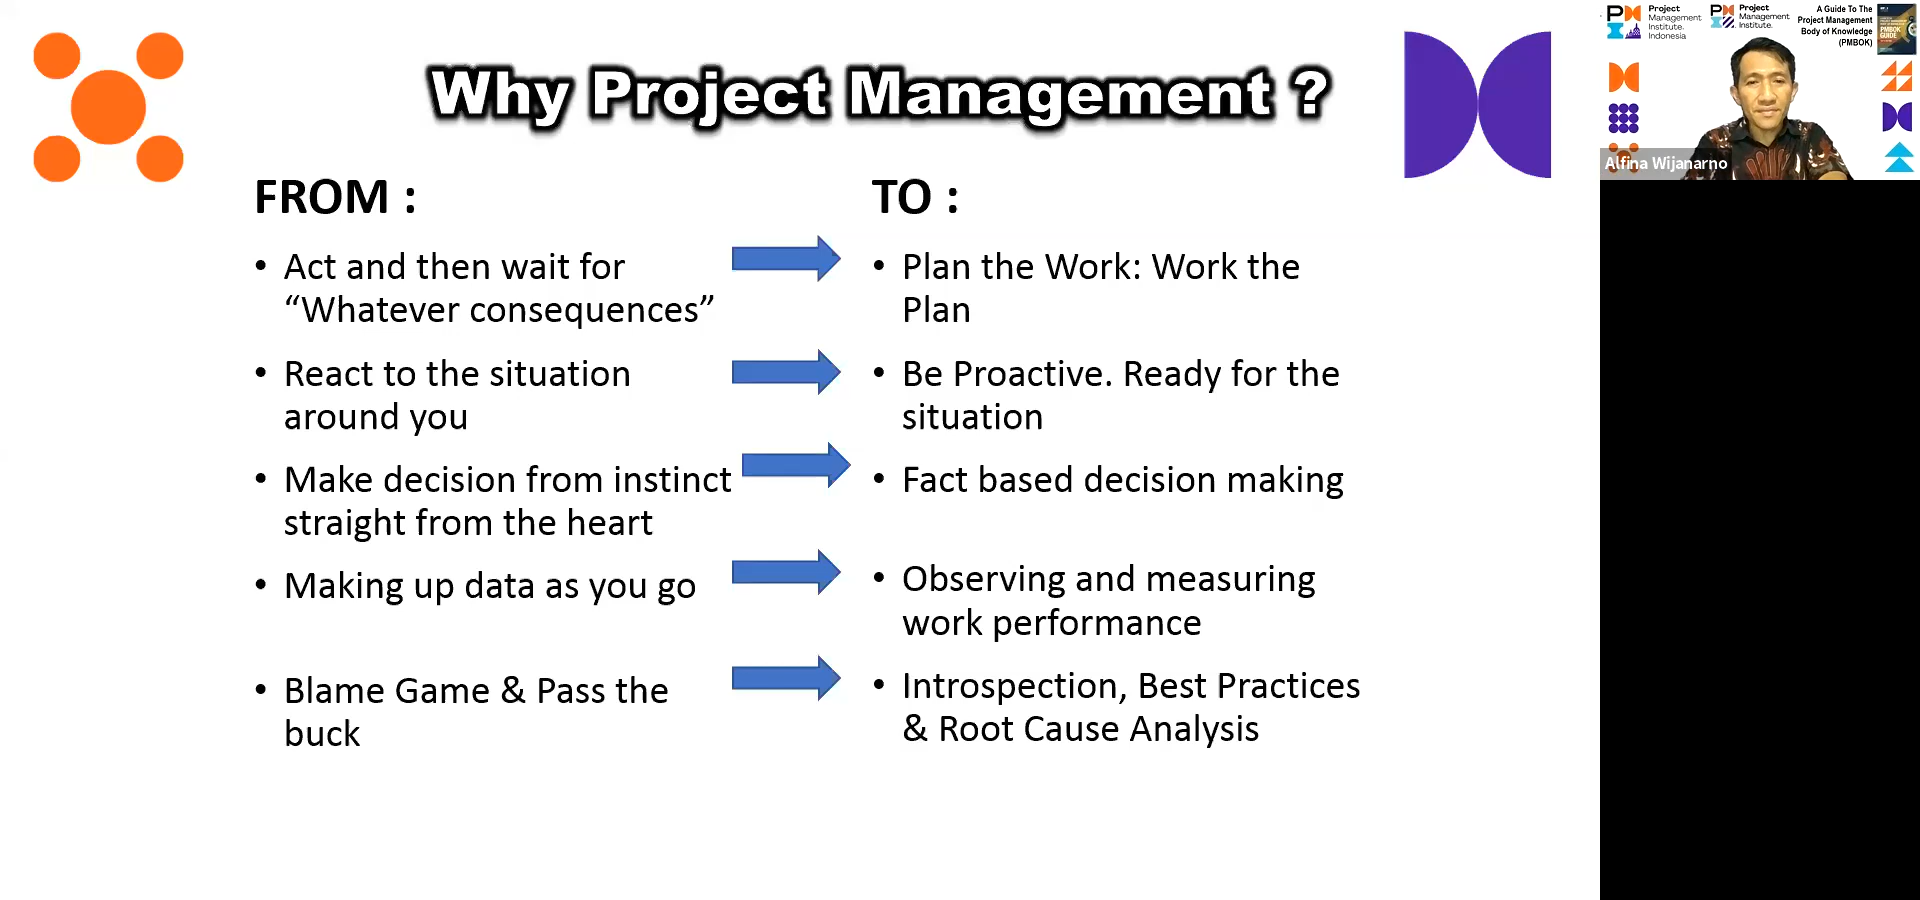 Why Project Management ?
FROM :
• Act and then wait for
“Whatever consequences”
• React to the situation
around you
• Make decision from instinct
straight from the heart
• Making up data as you go
• Blame Game & Pass the
buck
TO :
• Plan the Work: Work the
Plan
• Be Proactive. Ready for the
situation
• Fact based decision making
• Observing and measuring
work performance
• Introspection, Best Practices
& Root Cause Analysis
Project
Management
Institute.
Indonesia
Project
Management
Institute.
A Guide To The
Project Management
Body of Knowledge
(PMBOK)
PMBOK
GUIDE
Alfina Wijanarno